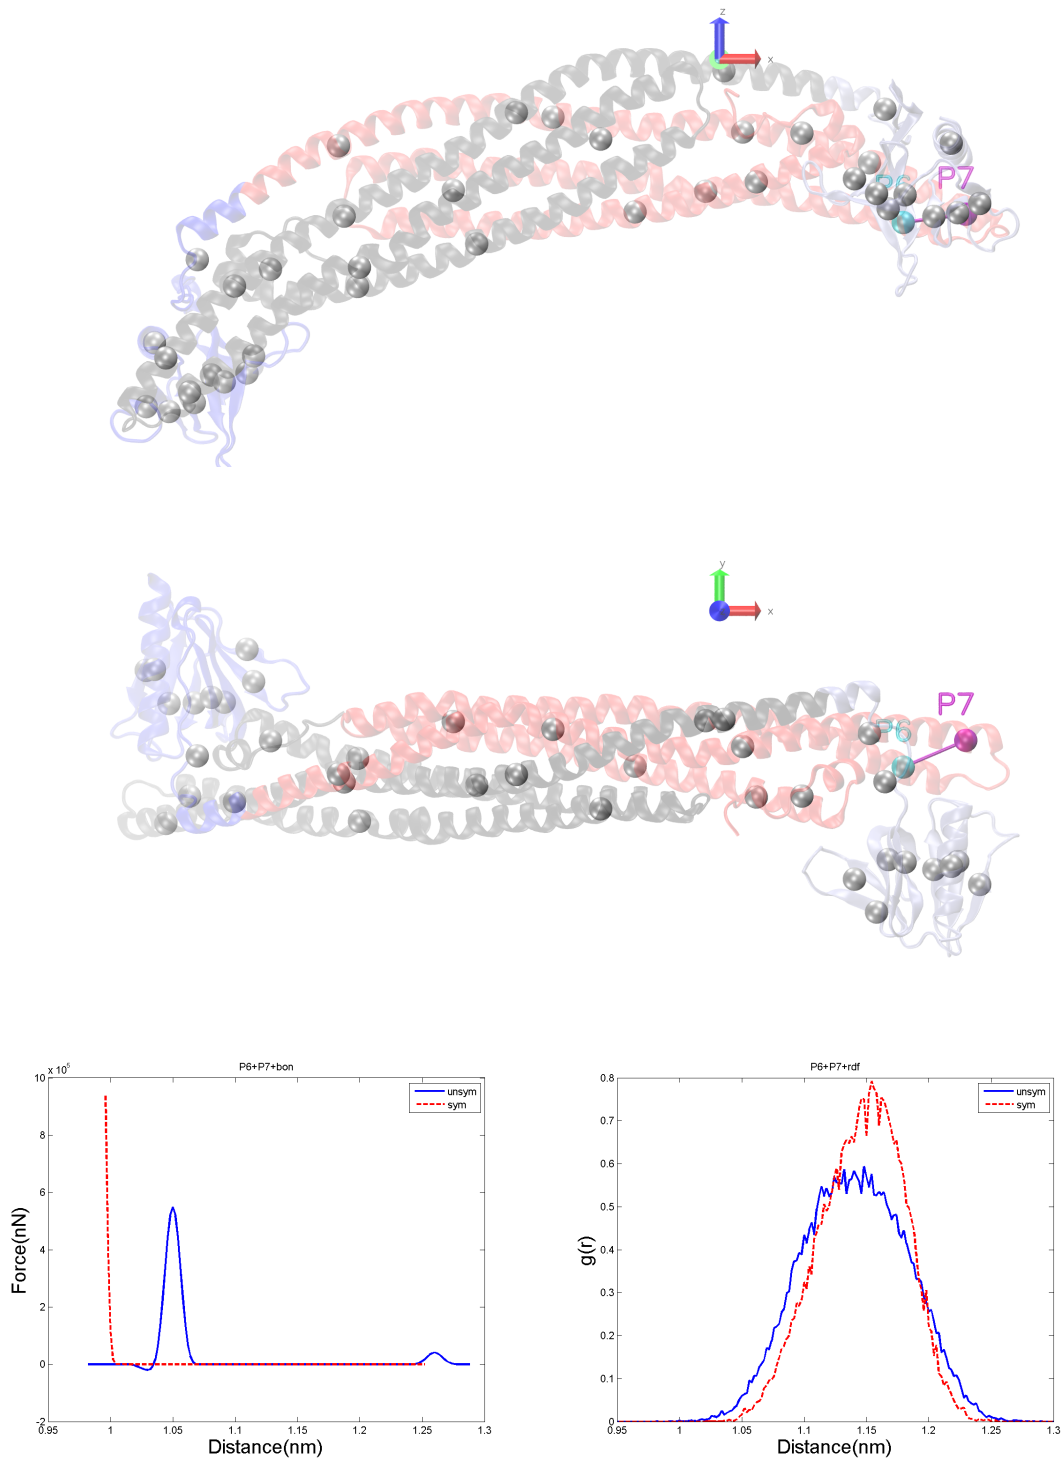 z
x
P6 P7
y
x
P7
P6
P6+P7+bon
x 10^5
10
8
6
4
2
0
-2
0.95 1 1.05 1.1 1.15 1.2 1.25 1.3
Force(nN)
Distance(nm)
unsym
sym
P6+P7+rdf
0.8
0.7
0.6
0.5
0.4
0.3
0.2
0.1
0
0.95 1 1.05 1.1 1.15 1.2 1.25 1.3
g(r)
Distance(nm)
unsym
sym